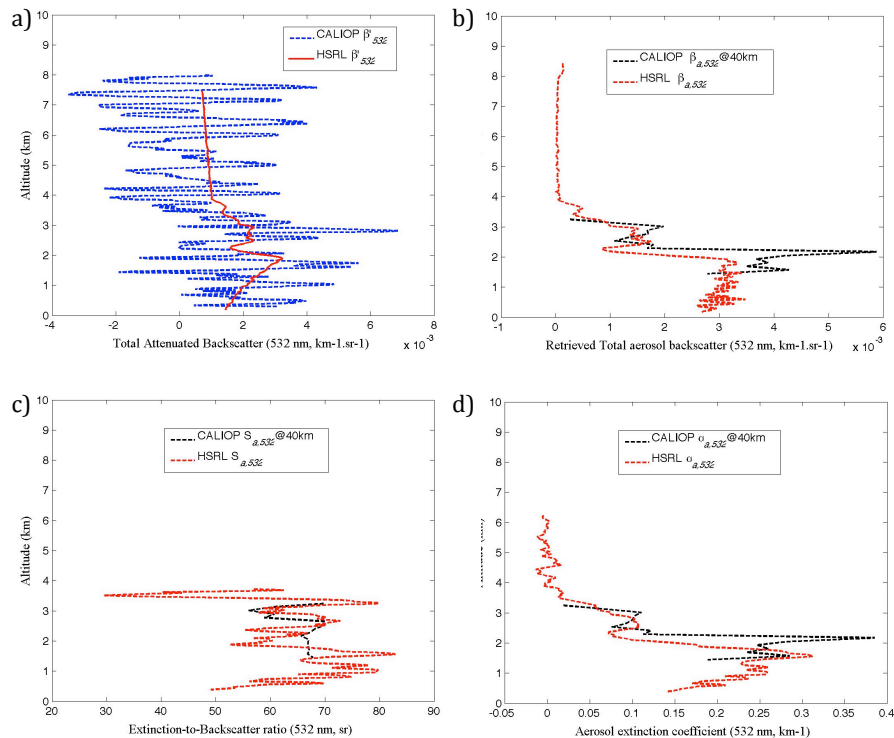 a)
CALIOP β'532
HSRL β'532
Altitude (km)
10
9
8
7
6
5
4
3
2
1
0
-4 -2 0 2 4 6 8
x 10-3
Total Attenuated Backscatter (532 nm, km-1.sr-1)
b)
CALIOP βa,532@40km
HSRL βa,532
10
9
8
7
6
5
4
3
2
1
0
-1 0 1 2 3 4 5 6
x 10-3
Retrieved Total aerosol backscatter (532 nm, km-1.sr-1)
c)
CALIOP Sa,532@40km
HSRL Sa,532
Altitude (km)
10
9
8
7
6
5
4
3
2
1
0
20 30 40 50 60 70 80 90
Extinction-to-Backscatter ratio (532 nm, sr)
d)
CALIOP αa,532@40km
HSRL αa,532
10
9
8
7
6
5
4
3
2
1
0
-0.05 0 0.05 0.1 0.15 0.2 0.25 0.3 0.35 0.4
Aerosol extinction coefficient (532 nm, km-1)